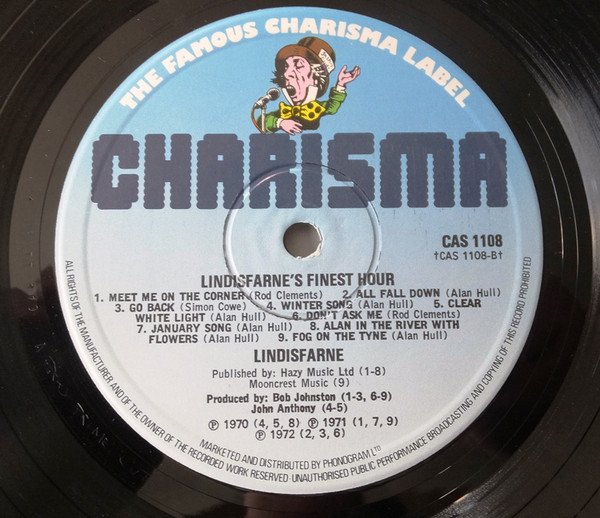 THE FAMOUS CHARISMA LABEL
CHARISMA
CAS 1108
†CAS 1108-B†
LINDISFARNE'S FINEST HOUR
1. MEET ME ON THE CORNER (Rod Clements) 2. ALL FALL DOWN (Alan Hull)
3. GO BACK (Simon Cowe) 4. WINTER SONG (Alan Hull) 5. CLEAR
WHITE LIGHT (Alan Hull) 6. DON'T ASK ME (Rod Clements)
7. JANUARY SONG (Alan Hull) 8. ALAN IN THE RIVER WITH
FLOWERS (Alan Hull) 9. FOG ON THE TYNE (Alan Hull)
LINDISFARNE
Published by: Hazy Music Ltd (1-8)
Mooncrest Music (9)
Produced by: Bob Johnston (1-3, 6-9)
John Anthony (4-5)
℗ 1970 (4, 5, 8) ℗ 1971 (1, 7, 9)
℗ 1972 (2, 3, 6)
MARKETED AND DISTRIBUTED BY PHONOGRAM LTD
ALL RIGHTS OF THE MANUFACTURER AND OF THE OWNER OF THE RECORDED WORK RESERVED·UNAUTHORISED PUBLIC PERFORMANCE BROADCASTING AND COPYING OF THIS RECORD PROHIBITED